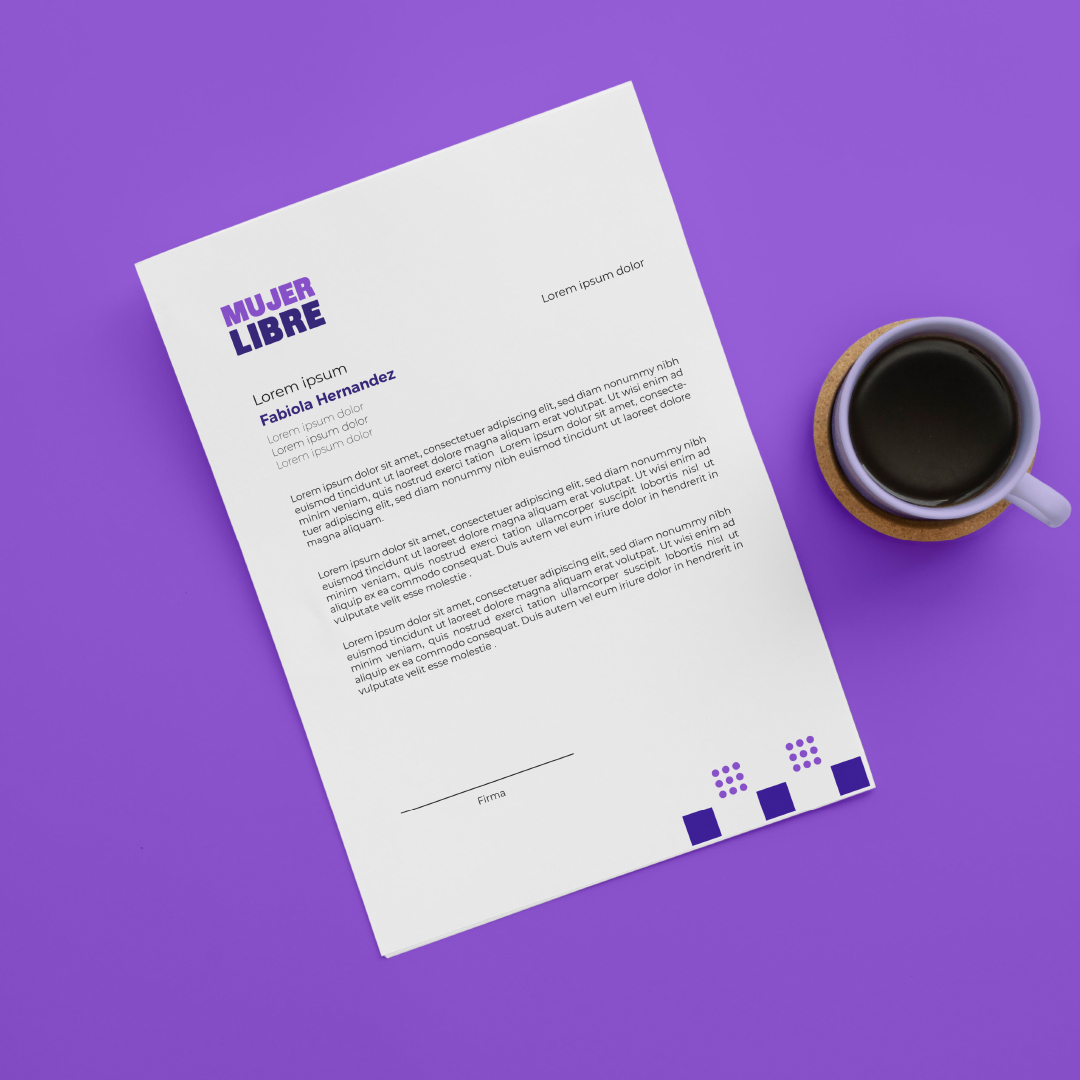 MUJER
LIBRE
Lorem ipsum dolor
Lorem ipsum
Fabiola Hernandez
Lorem ipsum dolor
Lorem ipsum dolor
Lorem ipsum dolor
Lorem ipsum dolor sit amet, consectetuer adipiscing elit, sed diam nonummy nibh
euismod tincidunt ut laoreet dolore magna aliquam erat volutpat. Ut wisi enim ad
minim veniam, quis nostrud exerci tation Lorem ipsum dolor sit amet, consecte-
tuer adipiscing elit, sed diam nonummy nibh euismod tincidunt ut laoreet dolore
magna aliquam.
Lorem ipsum dolor sit amet, consectetuer adipiscing elit, sed diam nonummy nibh
euismod tincidunt ut laoreet dolore magna aliquam erat volutpat. Ut wisi enim ad
minim veniam, quis nostrud exerci tation ullamcorper suscipit lobortis nisl ut
aliquip ex ea commodo consequat. Duis autem vel eum iriure dolor in hendrerit in
vulputate velit esse molestie .
Lorem ipsum dolor sit amet, consectetuer adipiscing elit, sed diam nonummy nibh
euismod tincidunt ut laoreet dolore magna aliquam erat volutpat. Ut wisi enim ad
minim veniam, quis nostrud exerci tation ullamcorper suscipit lobortis nisl ut
aliquip ex ea commodo consequat. Duis autem vel eum iriure dolor in hendrerit in
vulputate velit esse molestie .
Firma